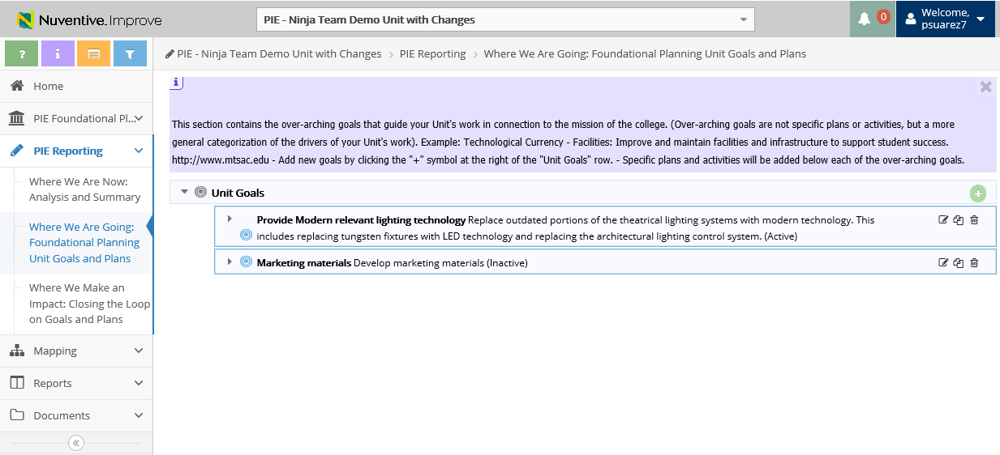 Nuventive.Improve
PIE - Ninja Team Demo Unit with Changes
0
Welcome,
psuarez7
?
i
PIE - Ninja Team Demo Unit with Changes > PIE Reporting > Where We Are Going: Foundational Planning Unit Goals and Plans
Home
PIE Foundational Pl...
PIE Reporting
Where We Are Now:
Analysis and Summary
Where We Are Going:
Foundational Planning
Unit Goals and Plans
Where We Make an
Impact: Closing the Loop
on Goals and Plans
Mapping
Reports
Documents
i
This section contains the over-arching goals that guide your Unit's work in connection to the mission of the college. (Over-arching goals are not specific plans or activities, but a more
general categorization of the drivers of your Unit's work). Example: Technological Currency - Facilities: Improve and maintain facilities and infrastructure to support student success.
http://www.mtsac.edu - Add new goals by clicking the "+" symbol at the right of the "Unit Goals" row. - Specific plans and activities will be added below each of the over-arching goals.
Unit Goals
Provide Modern relevant lighting technology Replace outdated portions of the theatrical lighting systems with modern technology. This
includes replacing tungsten fixtures with LED technology and replacing the architectural lighting control system. (Active)
Marketing materials Develop marketing materials (Inactive)